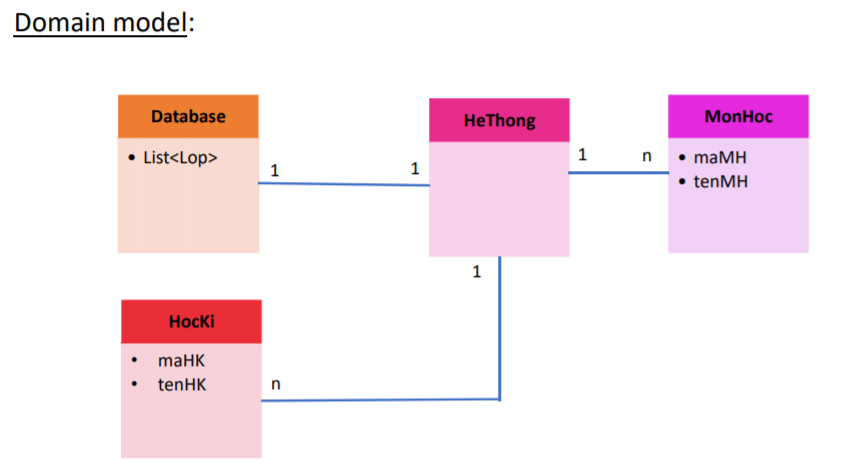 Domain model:
Database
• List<Lop>
1
1
HeThong
1
n
MonHoc
• maMH
• tenMH
1
HocKi
• maHK
• tenHK
n